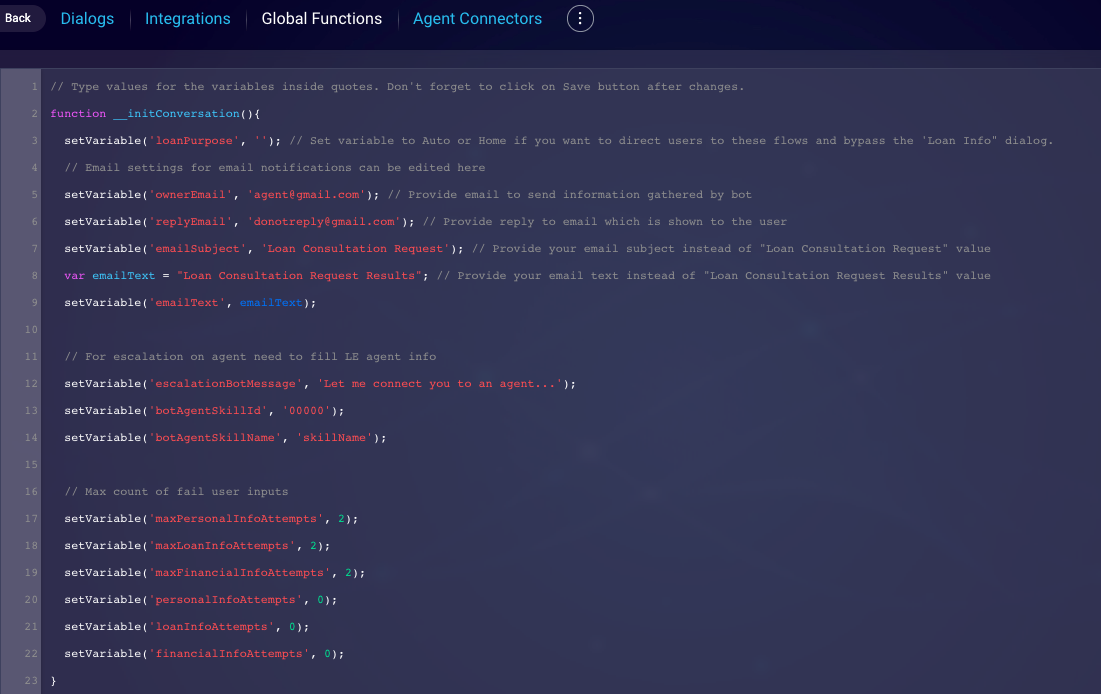 Back Dialogs Integrations Global Functions Agent Connectors
1 // Type values for the variables inside quotes. Don't forget to click on Save button after changes.
2 function __initConversation(){
3 setVariable('loanPurpose', ''); // Set variable to Auto or Home if you want to direct users to these flows and bypass the 'Loan Info" dialog.
4 // Email settings for email notifications can be edited here
5 setVariable('ownerEmail', 'agent@gmail.com'); // Provide email to send information gathered by bot
6 setVariable('replyEmail', 'donotreply@gmail.com'); // Provide reply to email which is shown to the user
7 setVariable('emailSubject', 'Loan Consultation Request'); // Provide your email subject instead of "Loan Consultation Request" value
8 var emailText = "Loan Consultation Request Results"; // Provide your email text instead of "Loan Consultation Request Results" value
9 setVariable('emailText', emailText);
10
11 // For escalation on agent need to fill LE agent info
12 setVariable('escalationBotMessage', 'Let me connect you to an agent...');
13 setVariable('botAgentSkillId', '00000');
14 setVariable('botAgentSkillName', 'skillName');
15
16 // Max count of fail user inputs
17 setVariable('maxPersonalInfoAttempts', 2);
18 setVariable('maxLoanInfoAttempts', 2);
19 setVariable('maxFinancialInfoAttempts', 2);
20 setVariable('personalInfoAttempts', 0);
21 setVariable('loanInfoAttempts', 0);
22 setVariable('financialInfoAttempts', 0);
23 }